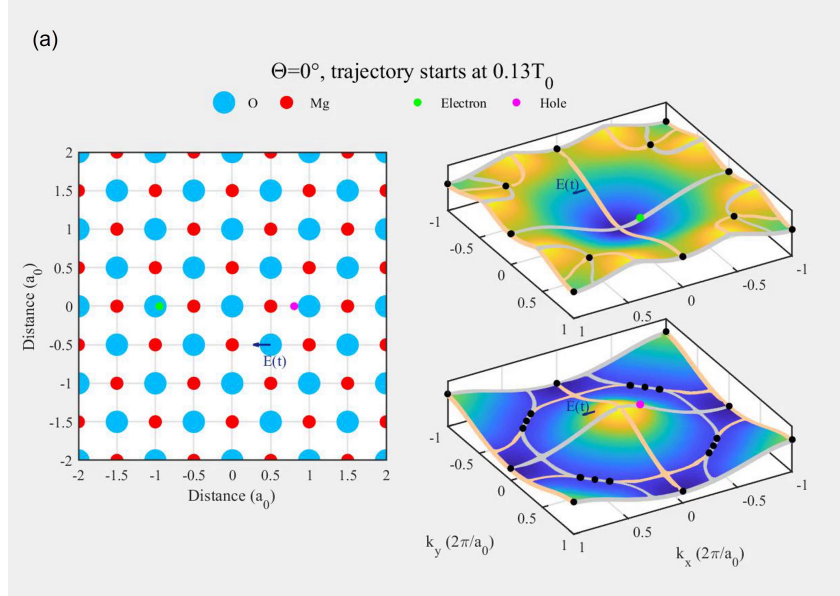 (a)
Θ=0°, trajectory starts at 0.13T0
O Mg Electron Hole
2
1.5
1
0.5
0
-0.5
-1
-1.5
-2
-2 -1.5 -1 -0.5 0 0.5 1 1.5 2
Distance (a0)
Distance (a0)
E(t)
E(t)
-1
-0.5
0
0.5
1
1
0.5
0
-0.5
-1
E(t)
-1
-0.5
0
0.5
1
1
0.5
0
-0.5
-1
ky (2π/a0)
kx (2π/a0)